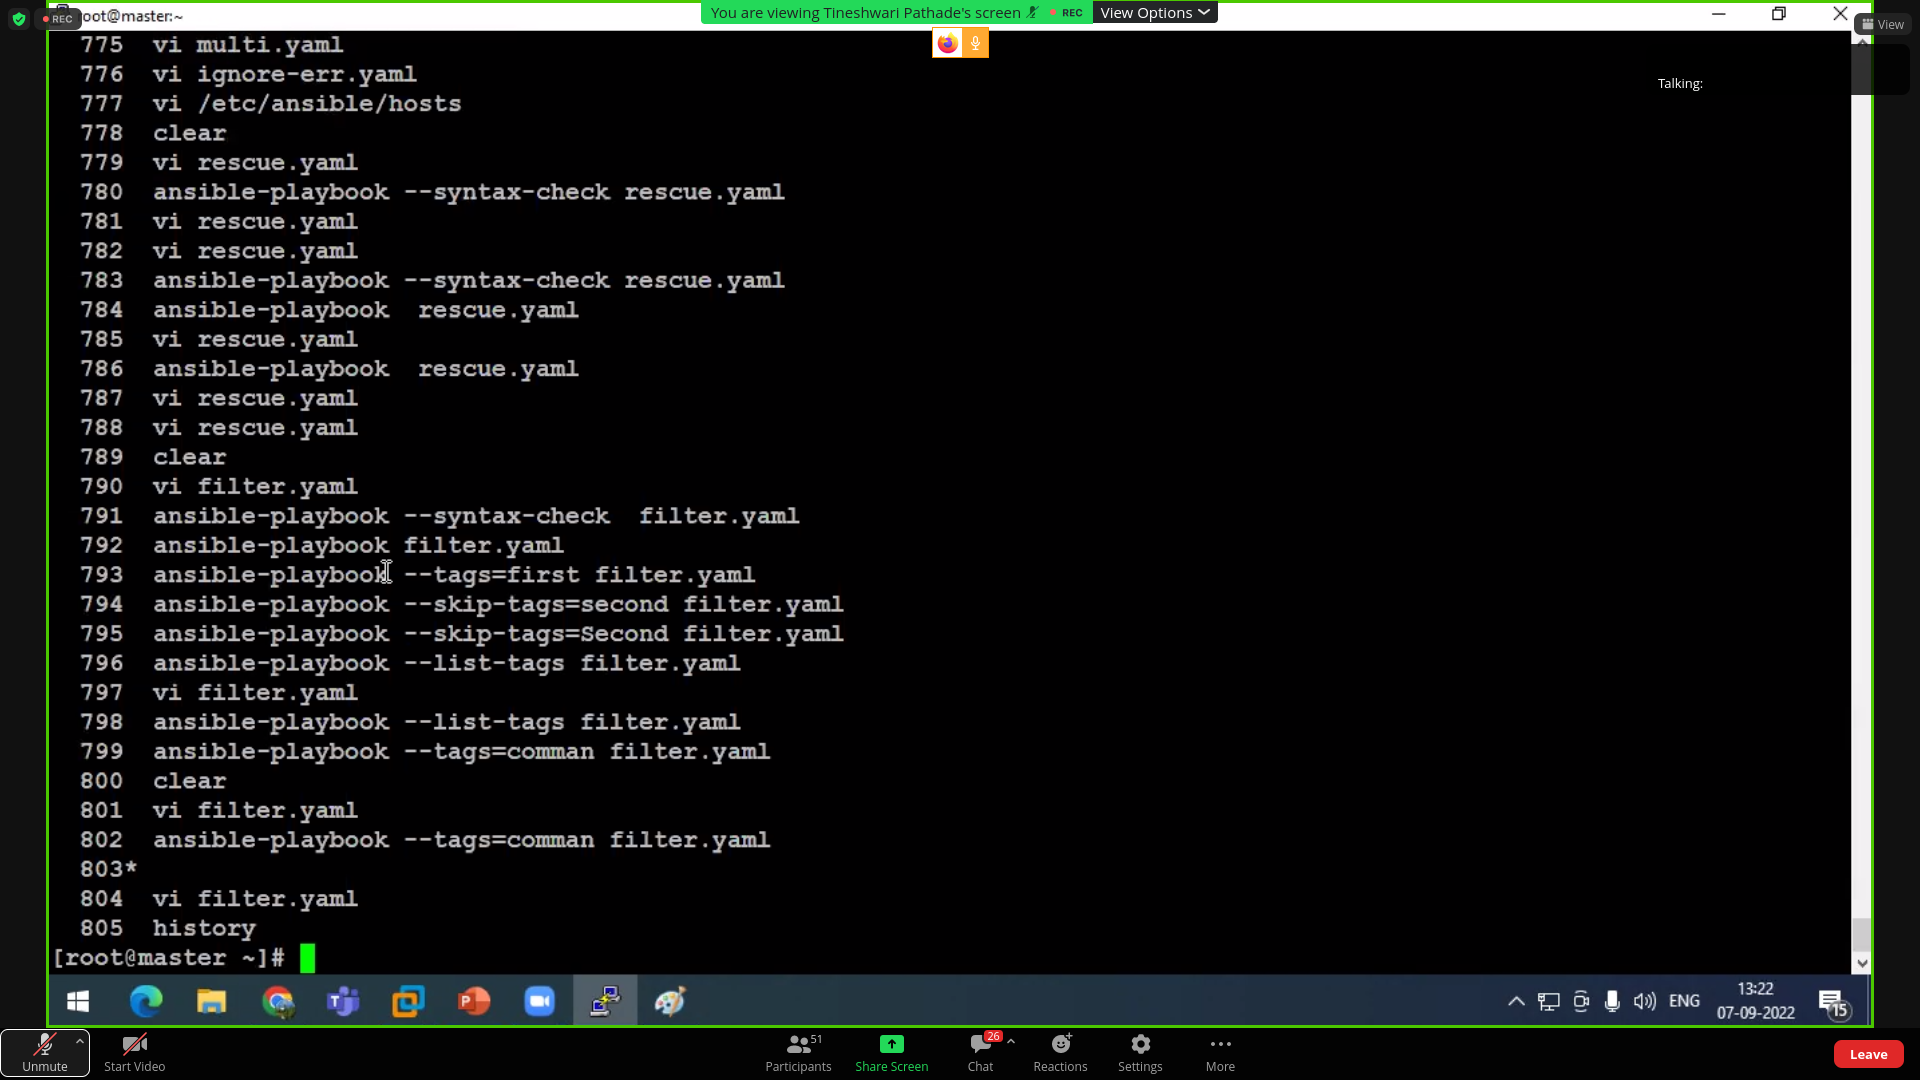 REC
root@master:~
You are viewing Tineshwari Pathade's screen
REC
View Options
View
Talking:
775 vi multi.yaml
776 vi ignore-err.yaml
777 vi /etc/ansible/hosts
778 clear
779 vi rescue.yaml
780 ansible-playbook --syntax-check rescue.yaml
781 vi rescue.yaml
782 vi rescue.yaml
783 ansible-playbook --syntax-check rescue.yaml
784 ansible-playbook  rescue.yaml
785 vi rescue.yaml
786 ansible-playbook  rescue.yaml
787 vi rescue.yaml
788 vi rescue.yaml
789 clear
790 vi filter.yaml
791 ansible-playbook --syntax-check  filter.yaml
792 ansible-playbook filter.yaml
793 ansible-playbook --tags=first filter.yaml
794 ansible-playbook --skip-tags=second filter.yaml
795 ansible-playbook --skip-tags=Second filter.yaml
796 ansible-playbook --list-tags filter.yaml
797 vi filter.yaml
798 ansible-playbook --list-tags filter.yaml
799 ansible-playbook --tags=comman filter.yaml
800 clear
801 vi filter.yaml
802 ansible-playbook --tags=comman filter.yaml
803*
804 vi filter.yaml
805 history
[root@master ~]#
ENG
13:22
07-09-2022
15
Unmute
Start Video
51
Participants
Share Screen
26
Chat
Reactions
Settings
More
Leave